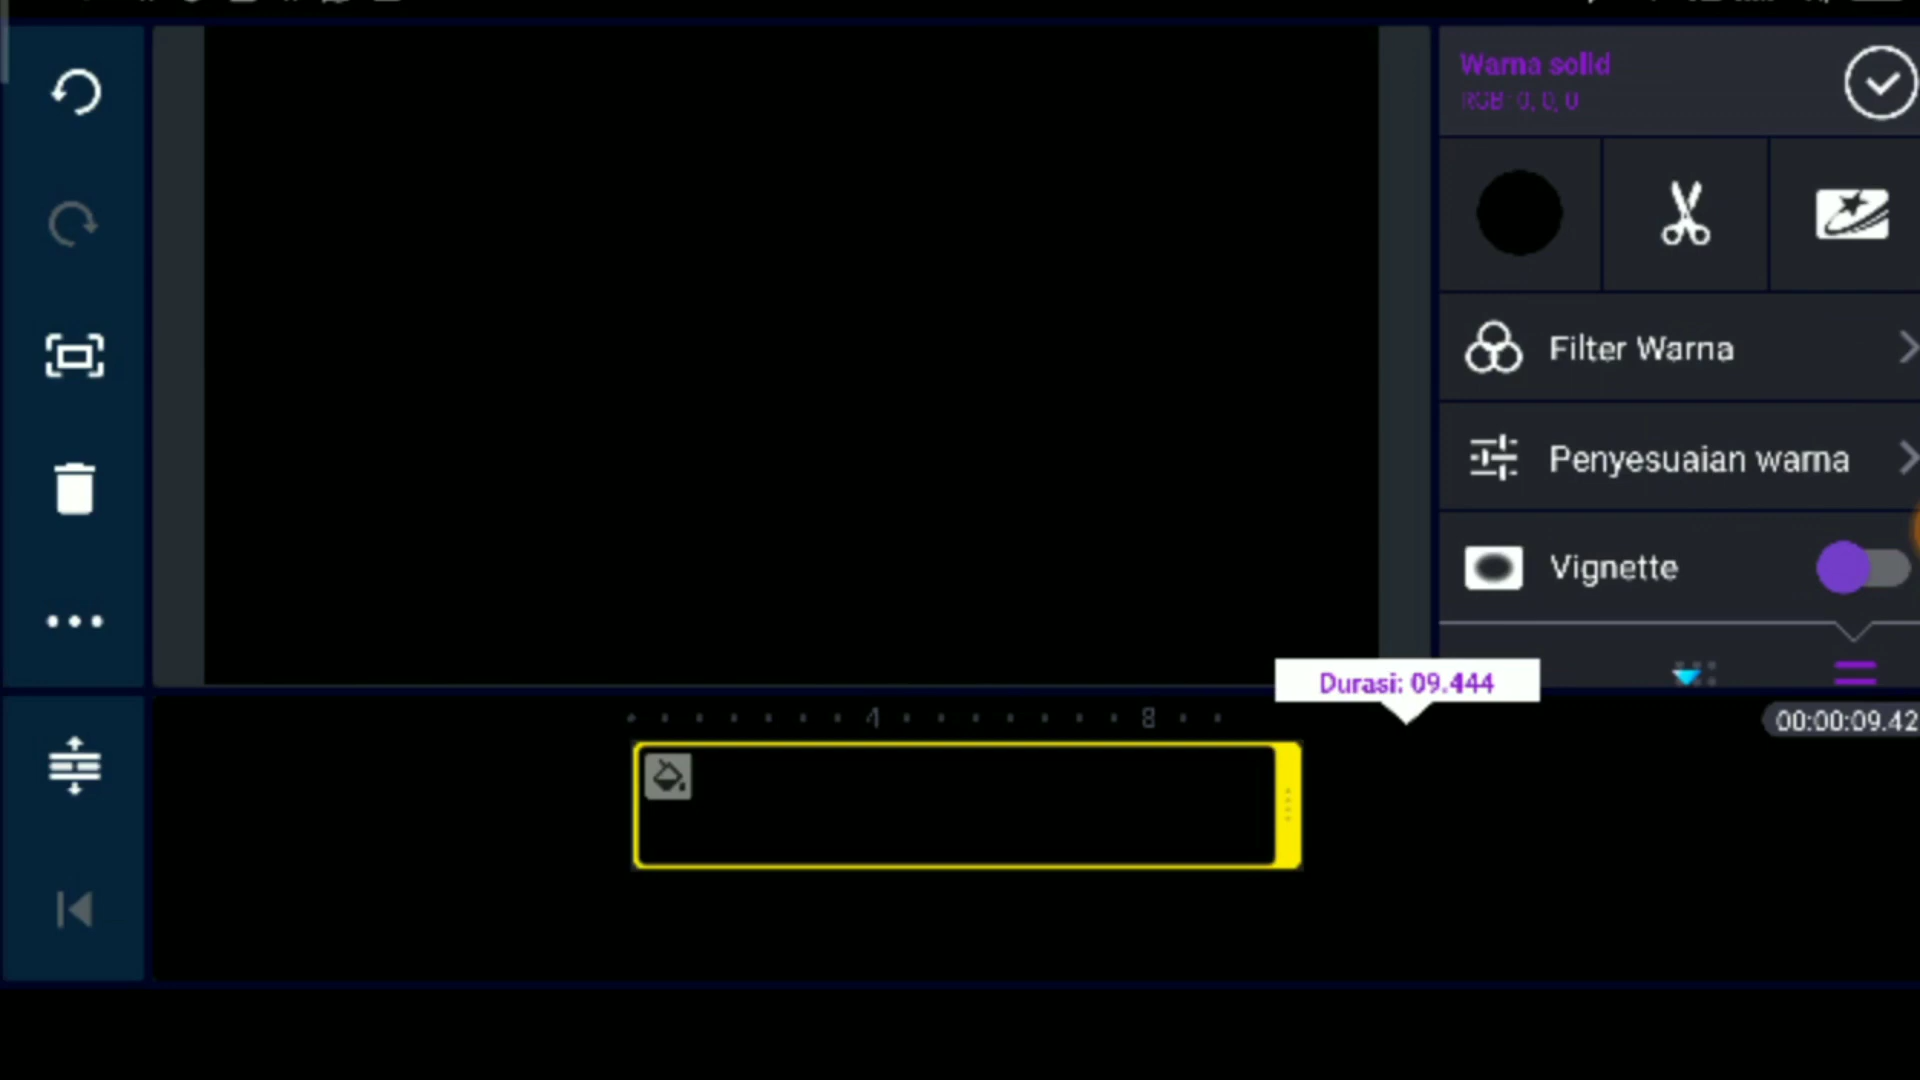 Warna solid
RGB: 0, 0, 0
Filter Warna
Penyesuaian warna
Vignette
Durasi: 09.444
4
8
00:00:09.42